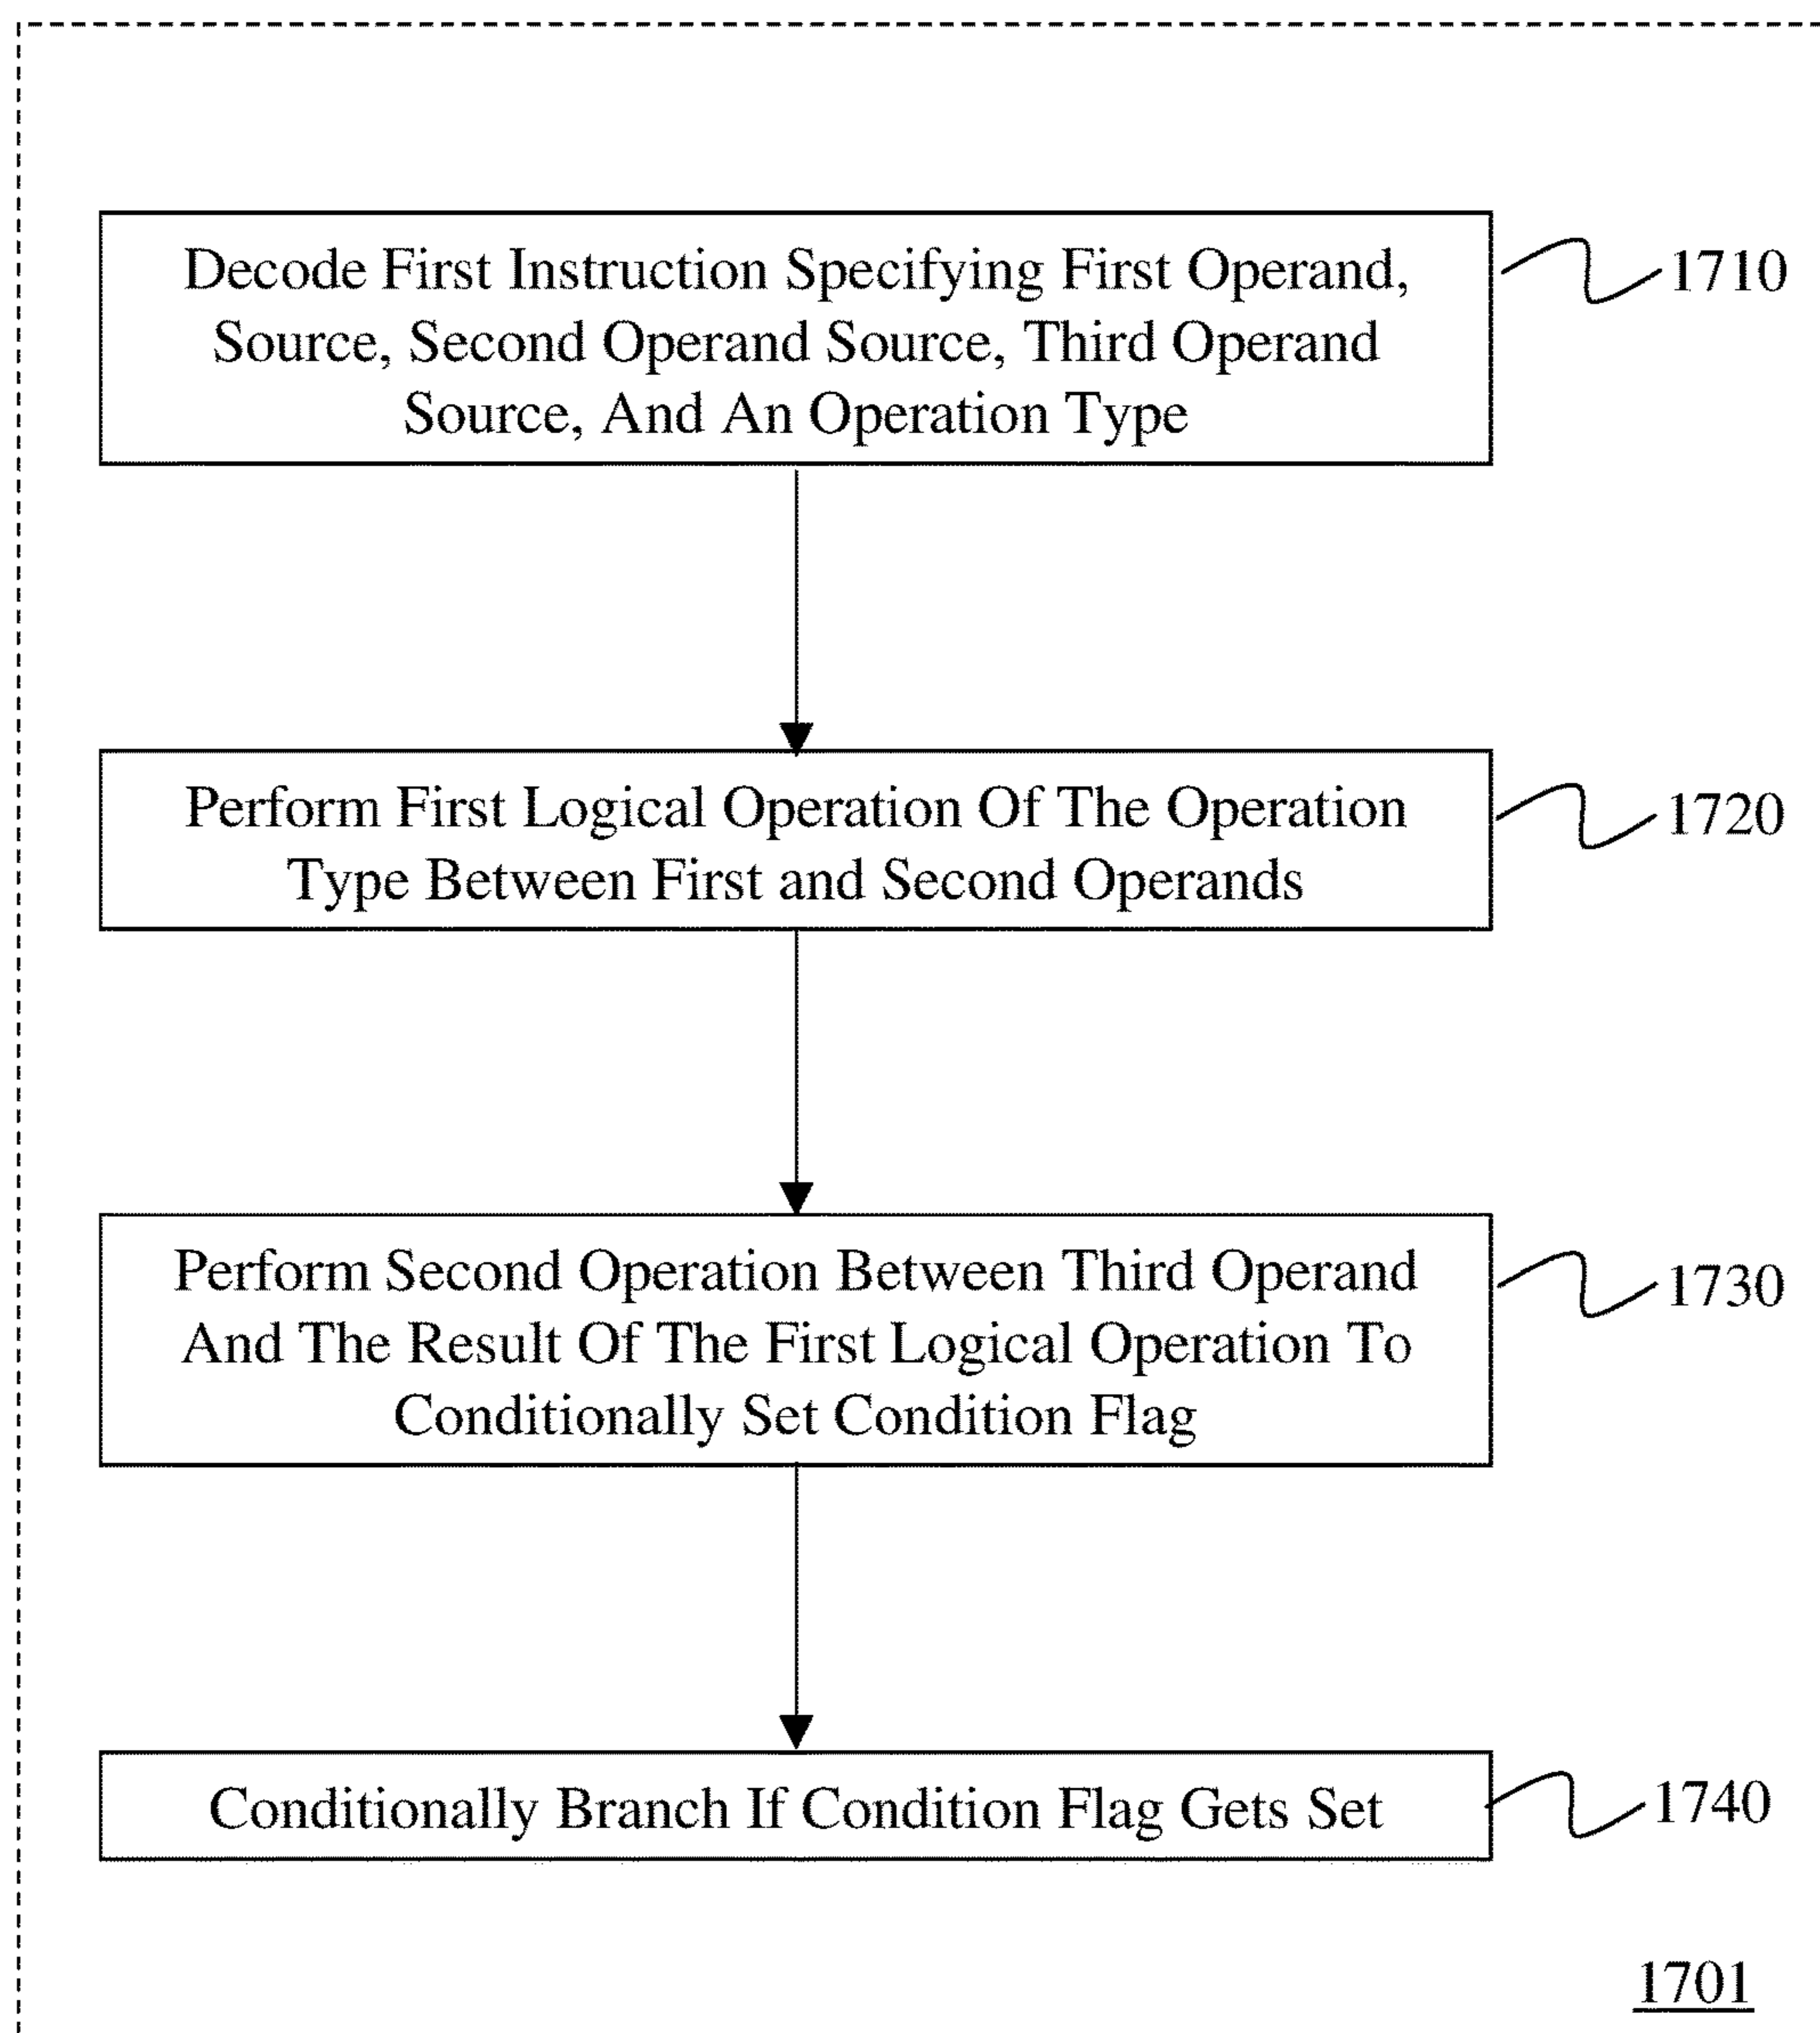 Decode First Instruction Specifying First Operand,
Source, Second Operand Source, Third Operand
Source, And An Operation Type
1710
Perform First Logical Operation Of The Operation
Type Between First and Second Operands
1720
Perform Second Operation Between Third Operand
And The Result Of The First Logical Operation To
Conditionally Set Condition Flag
1730
Conditionally Branch If Condition Flag Gets Set
1740
1701